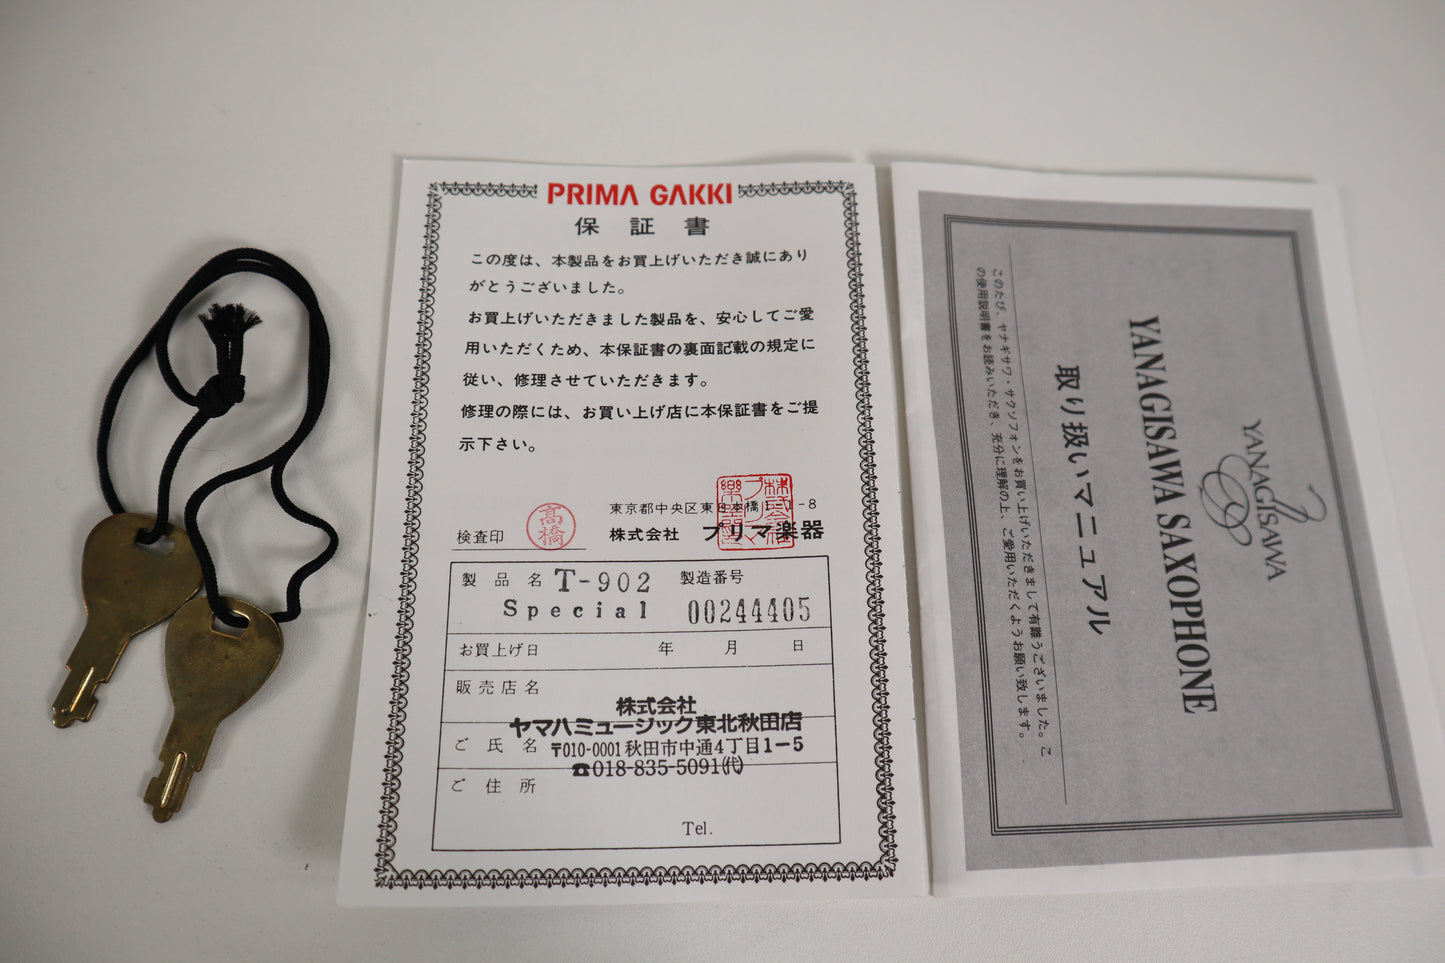 PRIMA GAKKI
保証書
この度は、本製品をお買上げいただき誠にあり
がとうございました。
お買上げいただきました製品を、安心してご愛
用いただくため、本保証書の裏面記載の規定に
従い、修理させていただきます。
修理の際には、お買い上げ店に本保証書をご提
示下さい。
検査印
高橋
東京都中央区東日本橋1-1-8
株式会社 プリマ楽器
製品名 T-902 Special
製造番号 00244405
お買上げ日 年 月 日
販売店名
株式会社
ヤマハミュージック東北秋田店
ご氏名
〒010-0001 秋田市中通4丁目1-5
☎018-835-5091(代)
ご住所
Tel.
YANAGISAWA
YANAGISAWA SAXOPHONE
取り扱いマニュアル
このたび、ヤナギサワ・サクソフォンをお買い上げいただきまして有難うございました。こ
の使用説明書をお読みいただき、充分に理解の上、ご愛用いただくようお願い致します。